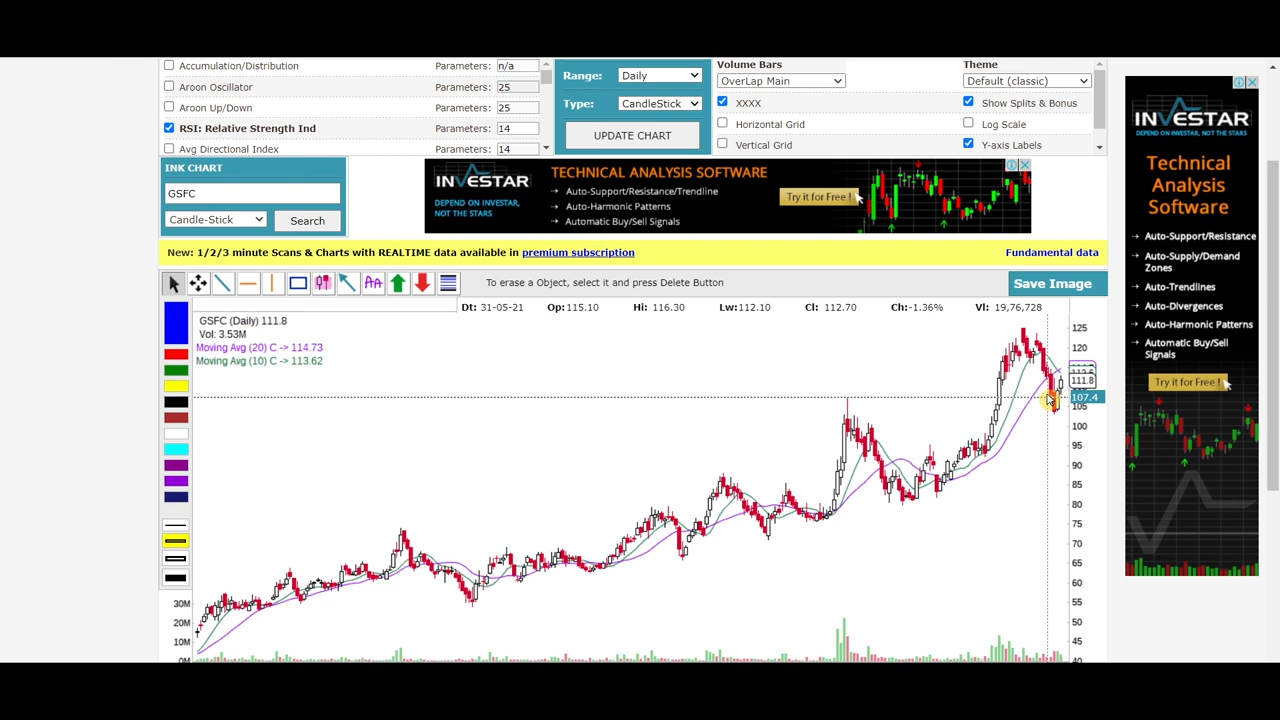 Accumulation/Distribution Parameters: n/a
Aroon Oscillator Parameters: 25
Aroon Up/Down Parameters: 25
RSI: Relative Strength Ind Parameters: 14
Avg Directional Index Parameters: 14
Range: Daily
Type: CandleStick
UPDATE CHART
Volume Bars
OverLap Main
XXXX
Horizontal Grid
Vertical Grid
Theme
Default (classic)
Show Splits & Bonus
Log Scale
Y-axis Labels
INK CHART
GSFC
Candle-Stick Search
INVESTAR
DEPEND ON INVESTAR,
NOT THE STARS
TECHNICAL ANALYSIS SOFTWARE
Auto-Support/Resistance/Trendline
Auto-Harmonic Patterns
Automatic Buy/Sell Signals
Try it for Free !
New: 1/2/3 minute Scans & Charts with REALTIME data available in premium subscription Fundamental data
To erase a Object, select it and press Delete Button
Save Image
Dt: 31-05-21 Op:115.10 Hi: 116.30 Lw:112.10 Cl: 112.70 Ch:-1.36% Vl: 19,76,728
GSFC (Daily) 111.8
Vol: 3.53M
Moving Avg (20) C -> 114.73
Moving Avg (10) C -> 113.62
125
120
111.8
107.4
105
100
95
90
85
80
75
70
65
60
55
50
45
40
30M
20M
10M
0M
INVESTAR
DEPEND ON INVESTAR, NOT THE STARS
Technical
Analysis
Software
Auto-Support/Resistance
Auto-Supply/Demand
Zones
Auto-Trendlines
Auto-Divergences
Auto-Harmonic Patterns
Automatic Buy/Sell
Signals
Try it for Free !